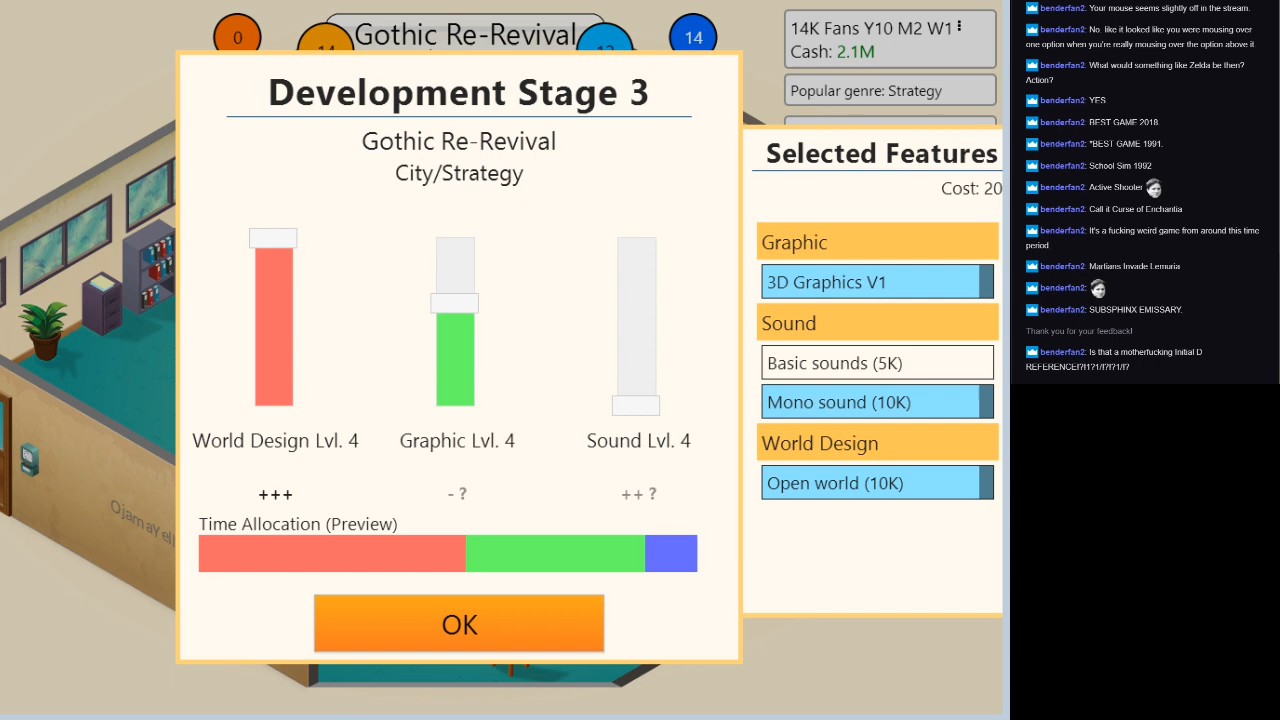 0
14
Gothic Re-Revival
14
14K Fans Y10 M2 W1
Cash: 2.1M
Popular genre: Strategy
Development Stage 3
Gothic Re-Revival
City/Strategy
World Design Lvl. 4
Graphic Lvl. 4
Sound Lvl. 4
+++
- ?
++ ?
Time Allocation (Preview)
OK
Selected Features
Cost: 20
Graphic
3D Graphics V1
Sound
Basic sounds (5K)
Mono sound (10K)
World Design
Open world (10K)
benderfan2: Your mouse seems slightly off in the stream.
benderfan2: No. like it looked like you were mousing over
one option when you're really mousing over the option above it.
benderfan2: What would something like Zelda be then?
Action?
benderfan2: YES.
benderfan2: BEST GAME 2018.
benderfan2: *BEST GAME 1991.
benderfan2: School Sim 1992
benderfan2: Active Shooter
benderfan2: Call it Curse of Enchantia
benderfan2: It's a fucking weird game from around this time
period.
benderfan2: Martians Invade Lemuria
benderfan2:
benderfan2: SUBSPHINX EMISSARY.
Thank you for your feedback!
benderfan2: Is that a motherfucking Initial D